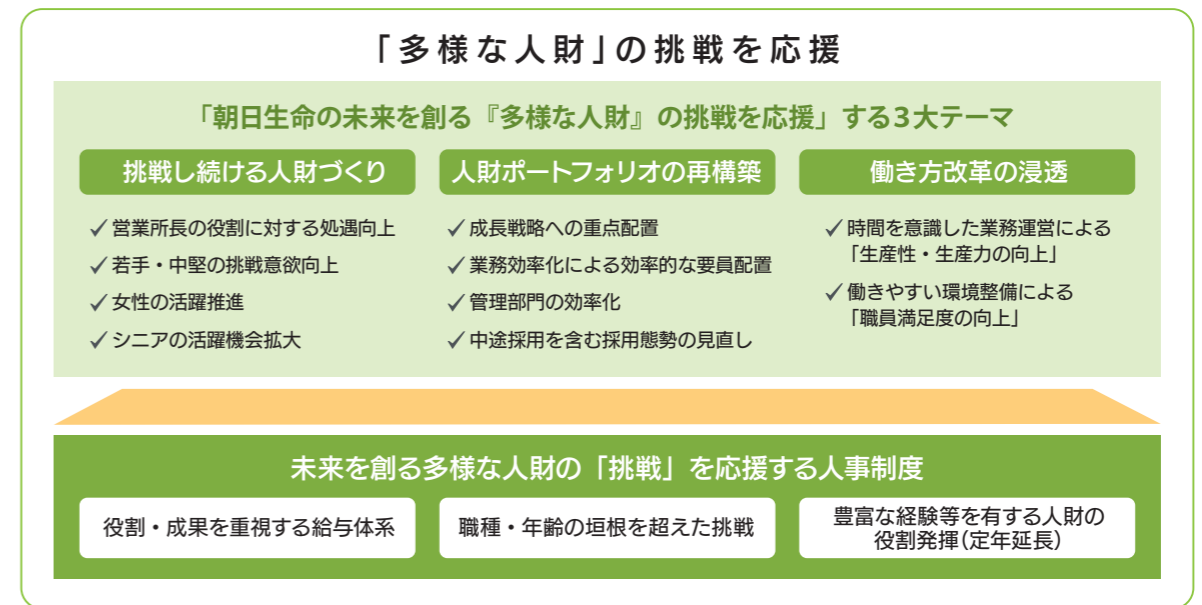 「多様な人財」の挑戦を応援
「朝日生命の未来を創る『多様な人財』の挑戦を応援」する3大テーマ
挑戦し続ける人財づくり
✓営業所長の役割に対する処遇向上
✓若手・中堅の挑戦意欲向上
✓女性の活躍推進
✓シニアの活躍機会拡大
人財ポートフォリオの再構築
✓成長戦略への重点配置
✓業務効率化による効率的な要員配置
✓管理部門の効率化
✓中途採用を含む採用態勢の見直し
働き方改革の浸透
✓時間を意識した業務運営による
「生産性・生産力の向上」
✓働きやすい環境整備による
「職員満足度の向上」
未来を創る多様な人財の「挑戦」を応援する人事制度
役割・成果を重視する給与体系
職種・年齢の垣根を超えた挑戦
豊富な経験等を有する人財の
役割発揮(定年延長)